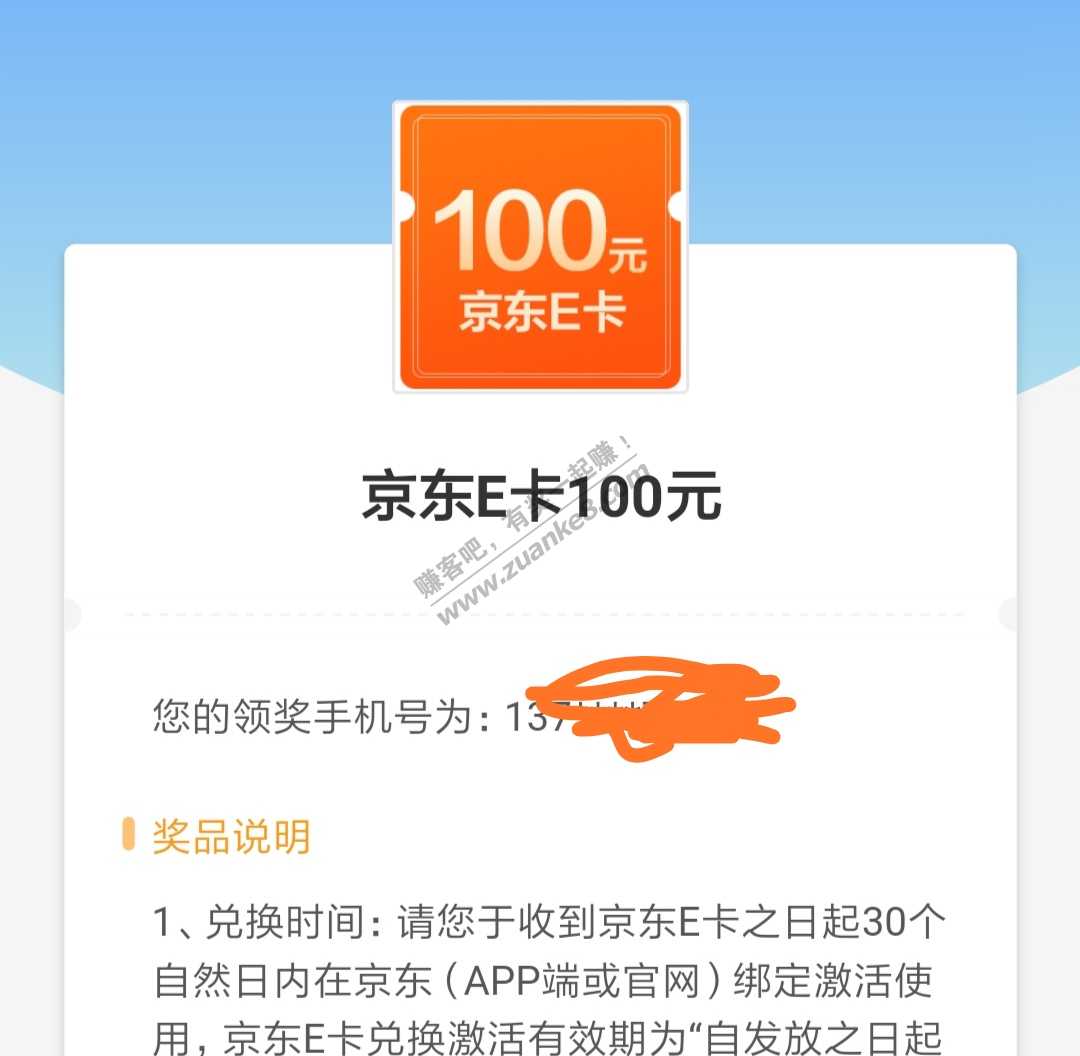 100元
京东E卡
京东E卡100元
赚客吧，有奖一起赚！
www.zuanke8.com
您的领奖手机号为：137
奖品说明
1、兑换时间：请您于收到京东E卡之日起30个
自然日内在京东（APP端或官网）绑定激活使
用，京东E卡兑换激活有效期为“自发放之日起